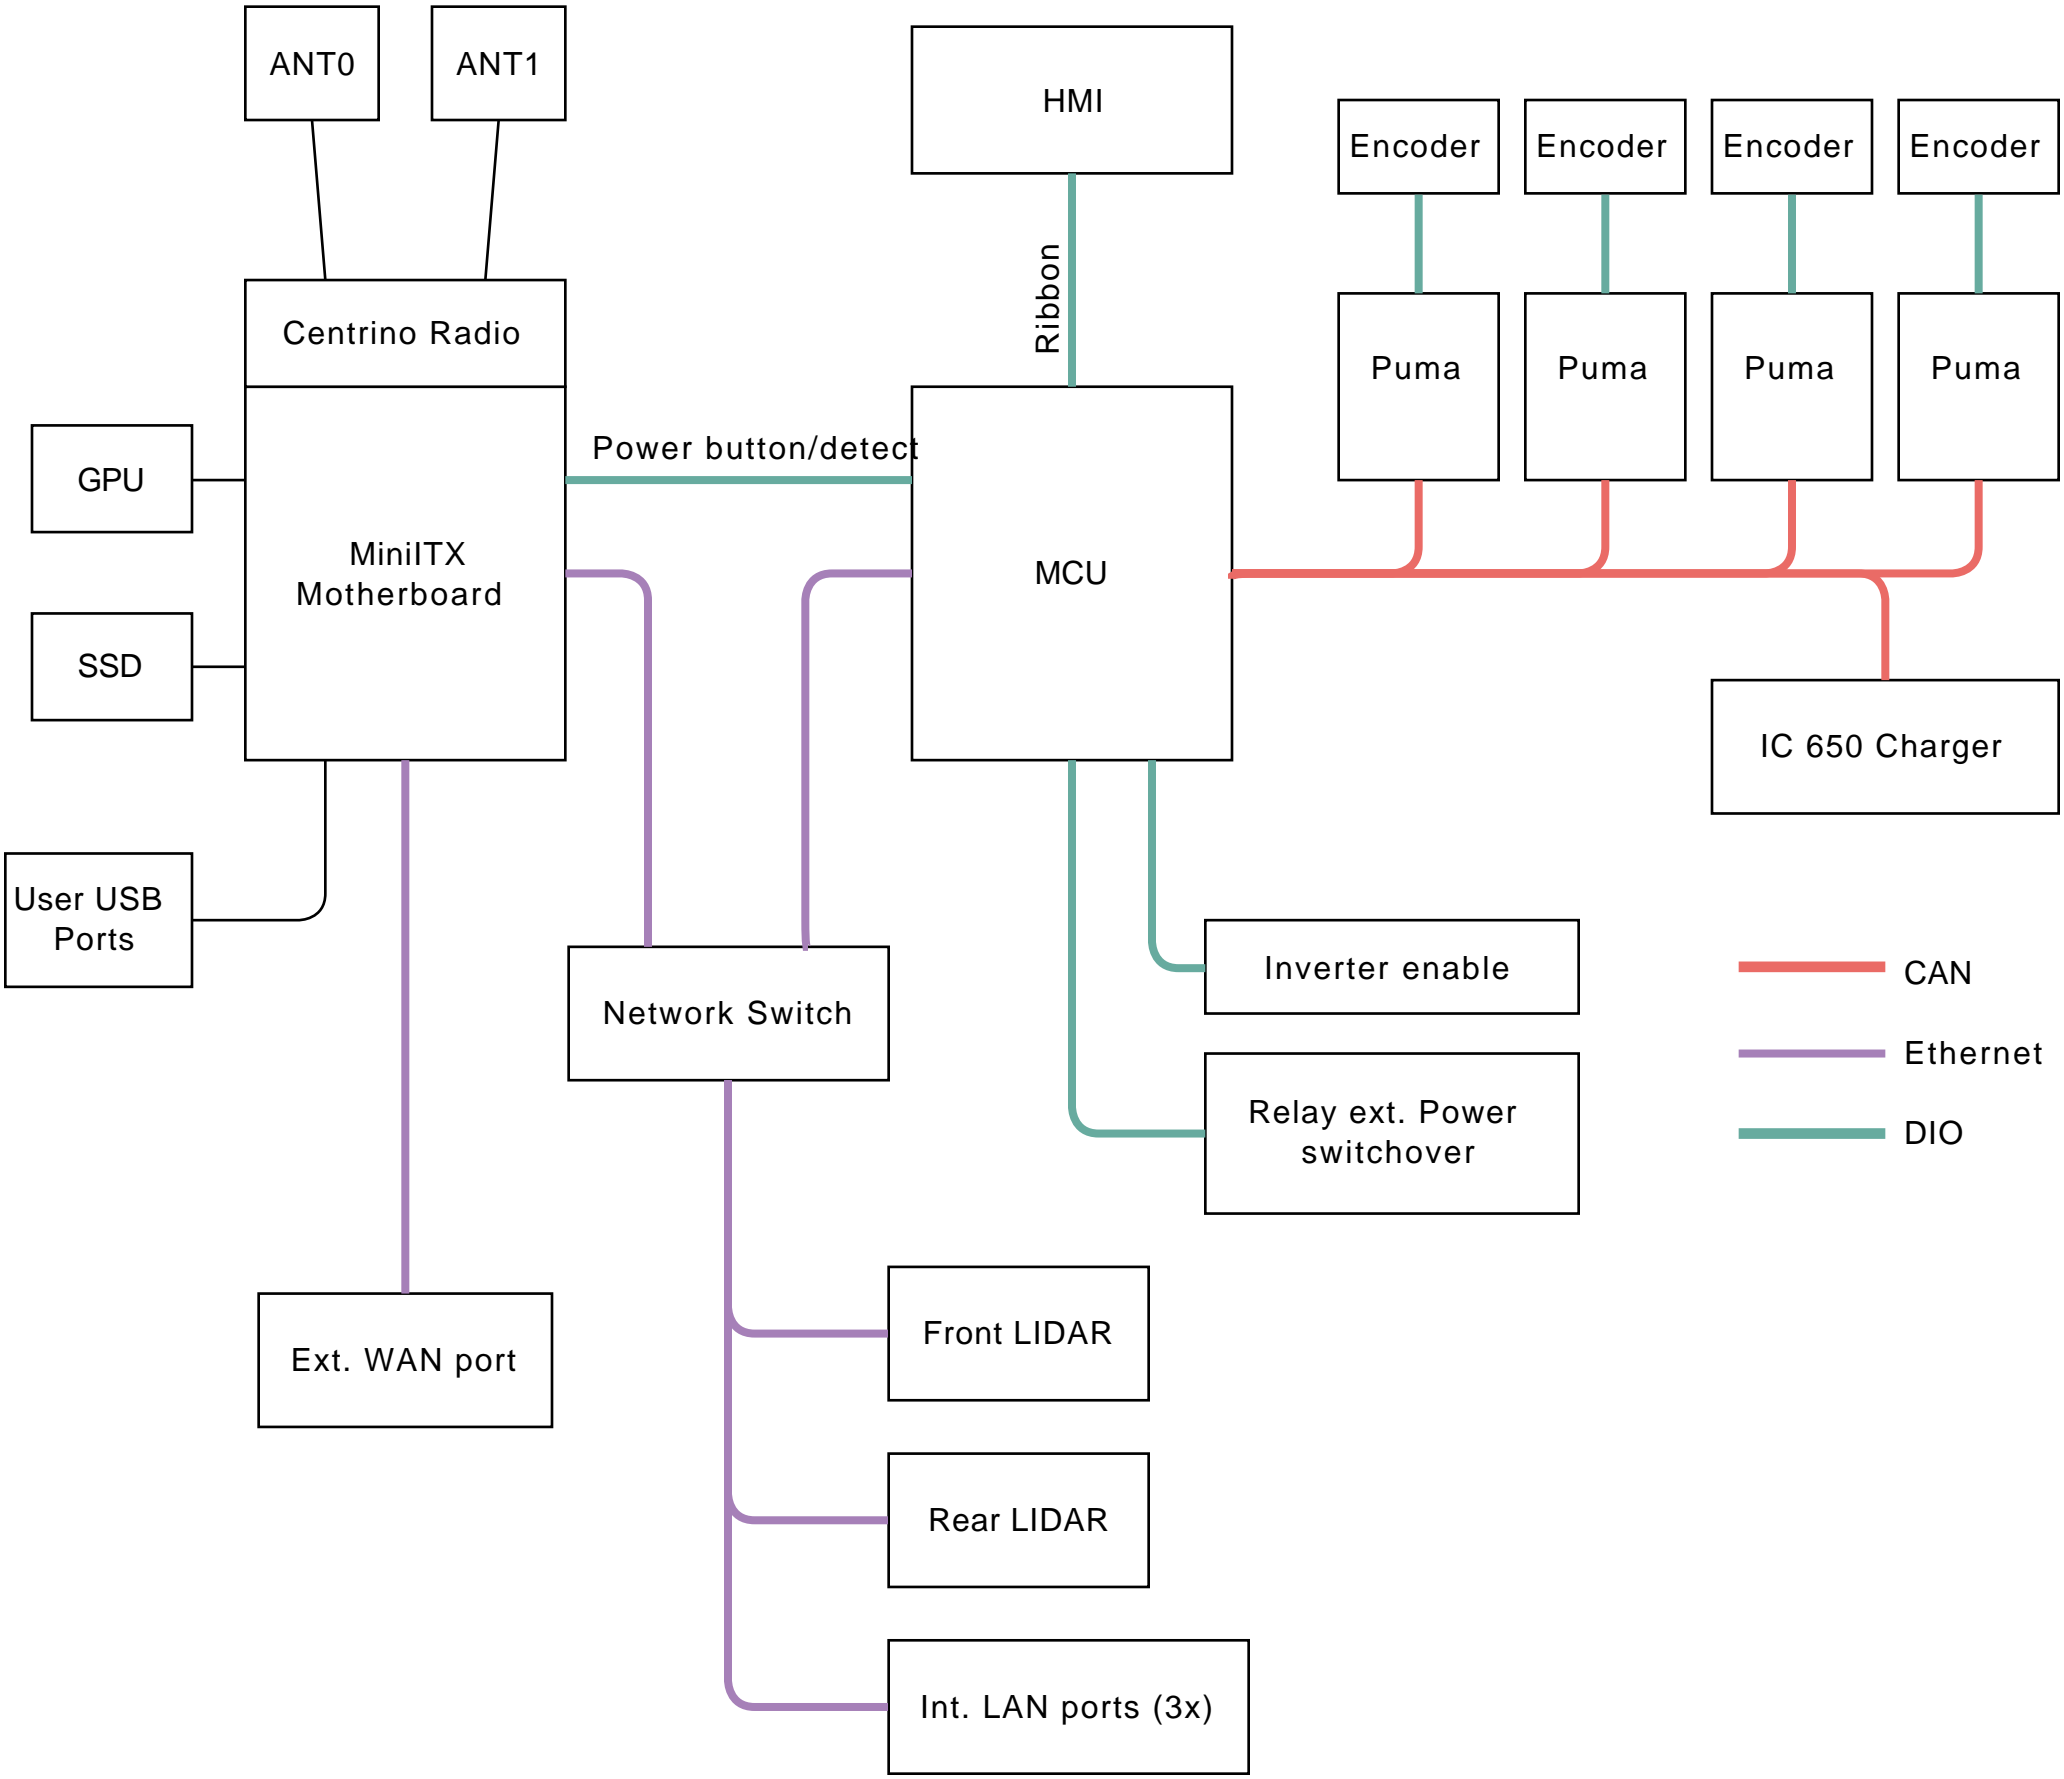 ANT0
ANT1
HMI
Encoder
Encoder
Encoder
Encoder
Ribbon
Centrino Radio
Puma
Puma
Puma
Puma
Power button/detect
GPU
MiniITX
Motherboard
MCU
SSD
IC 650 Charger
User USB
Ports
Network Switch
Inverter enable
CAN
Ethernet
Relay ext. Power
switchover
DIO
Front LIDAR
Ext. WAN port
Rear LIDAR
Int. LAN ports (3x)